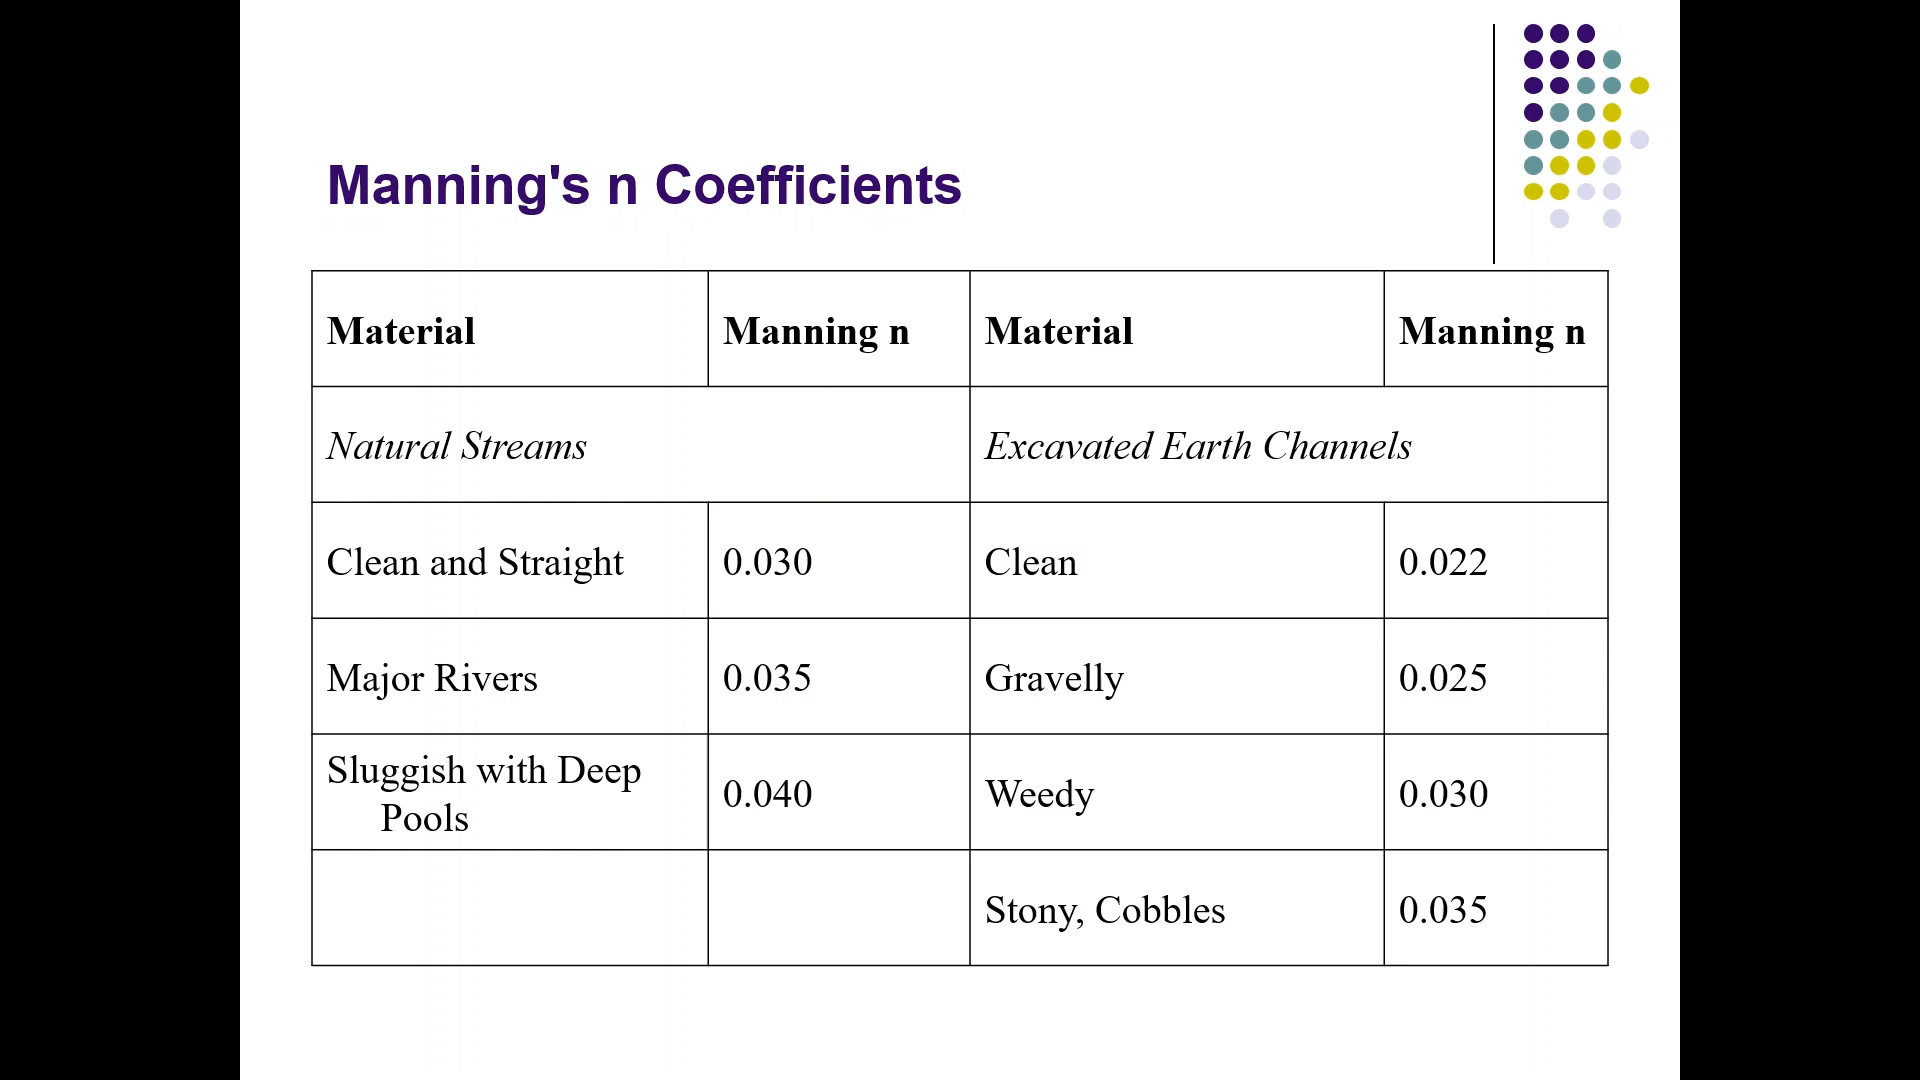 Manning's n Coefficients
Material Manning n Material Manning n
Natural Streams Excavated Earth Channels
Clean and Straight 0.030 Clean 0.022
Major Rivers 0.035 Gravelly 0.025
Sluggish with Deep
Pools 0.040 Weedy 0.030
Stony, Cobbles 0.035